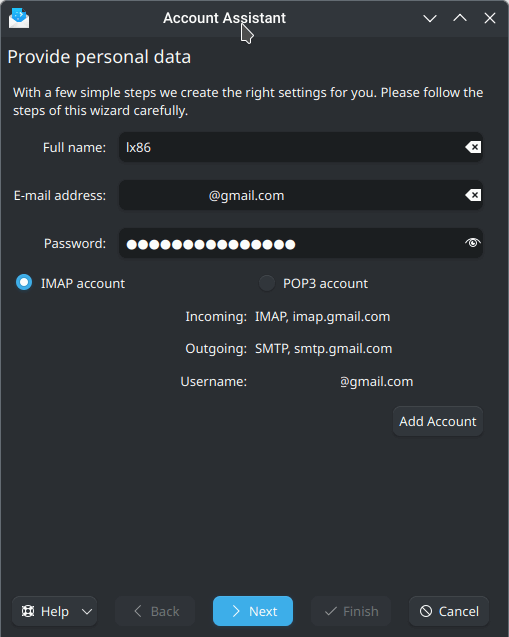 Account Assistant
Provide personal data
With a few simple steps we create the right settings for you. Please follow the
steps of this wizard carefully.
Full name: lx86
E-mail address: @gmail.com
Password: ●●●●●●●●●●●●●●●
IMAP account POP3 account
Incoming: IMAP, imap.gmail.com
Outgoing: SMTP, smtp.gmail.com
Username: @gmail.com
Add Account
Help Back Next Finish Cancel